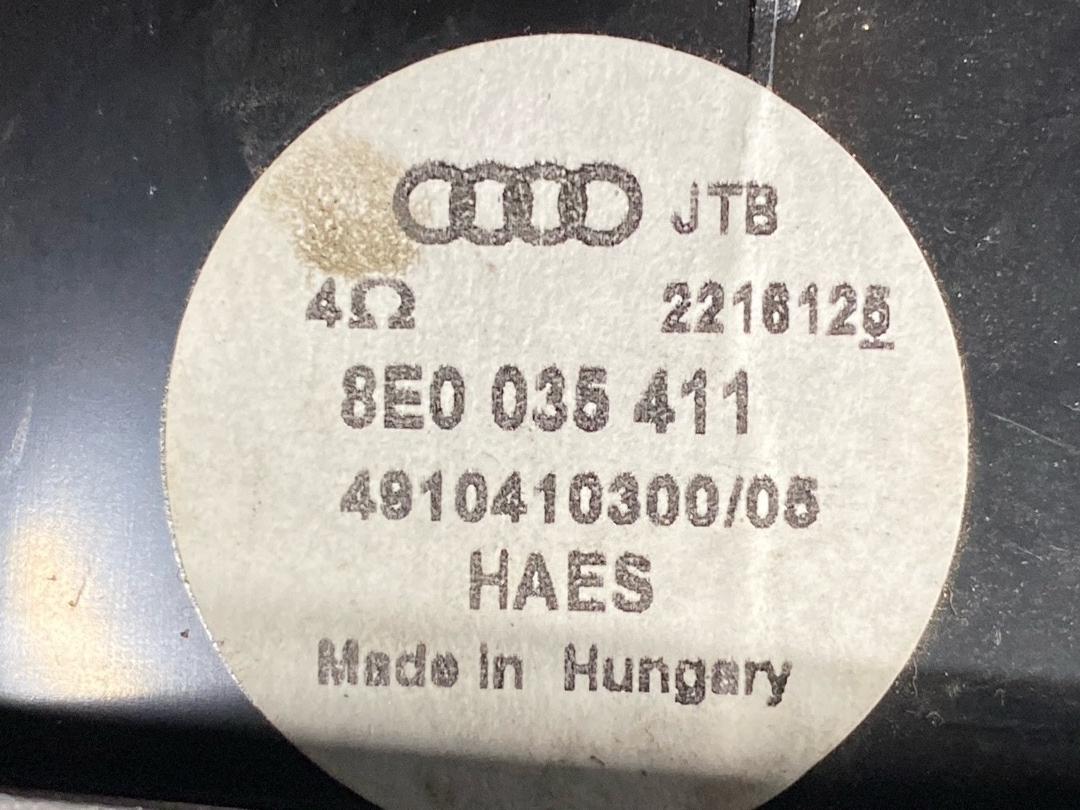 JTB
4Ω 2216125
8E0 035 411
4910410300/05
HAES
Made in Hungary